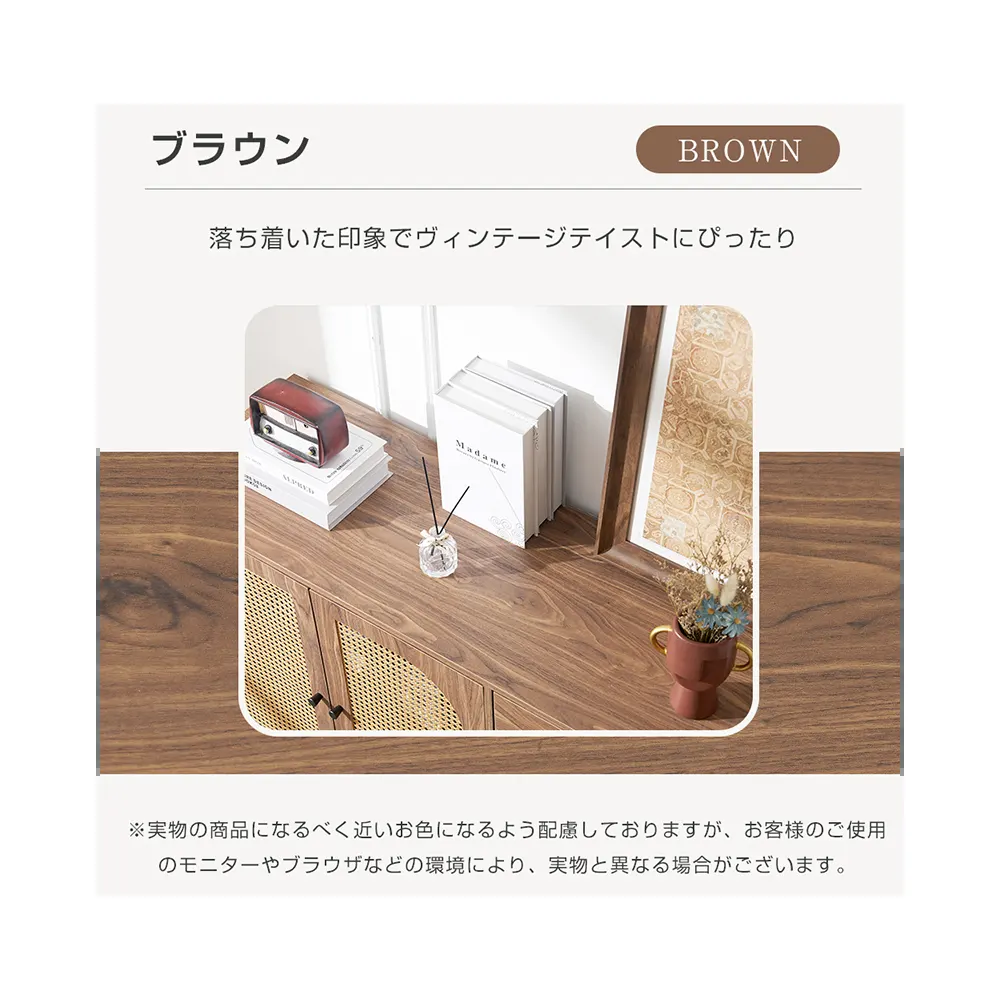 ブラウン
BROWN
落ち着いた印象でヴィンテージテイストにぴったり
Madame
ALFRED
※実物の商品になるべく近いお色になるよう配慮しておりますが、お客様のご使用
のモニターやブラウザなどの環境により、実物と異なる場合がございます。